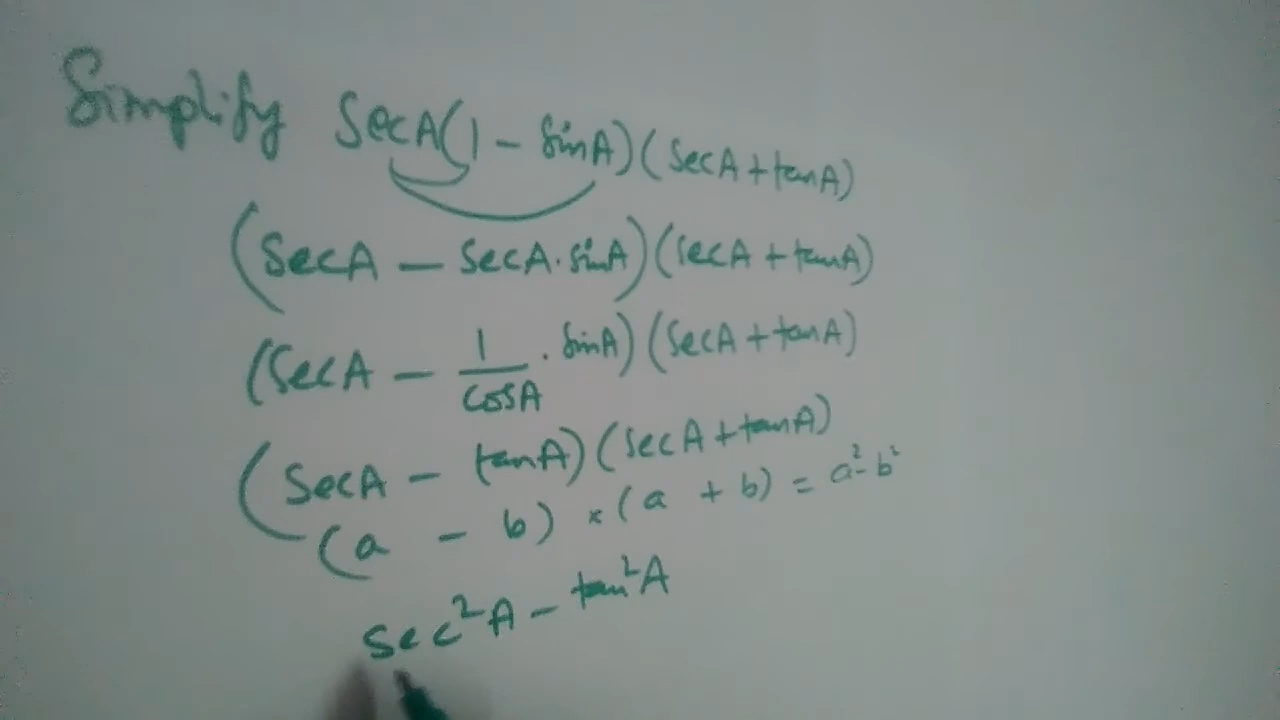 Simplify SecA(1 - SinA)(SecA + tanA)
(SecA - SecA · sinA)(secA + tanA)
(SecA - 1/cosA · SinA)(SecA + tanA)
(SecA - tanA)(SecA + tanA)
(a - b) × (a + b) = a² - b²
Sec²A - tan²A